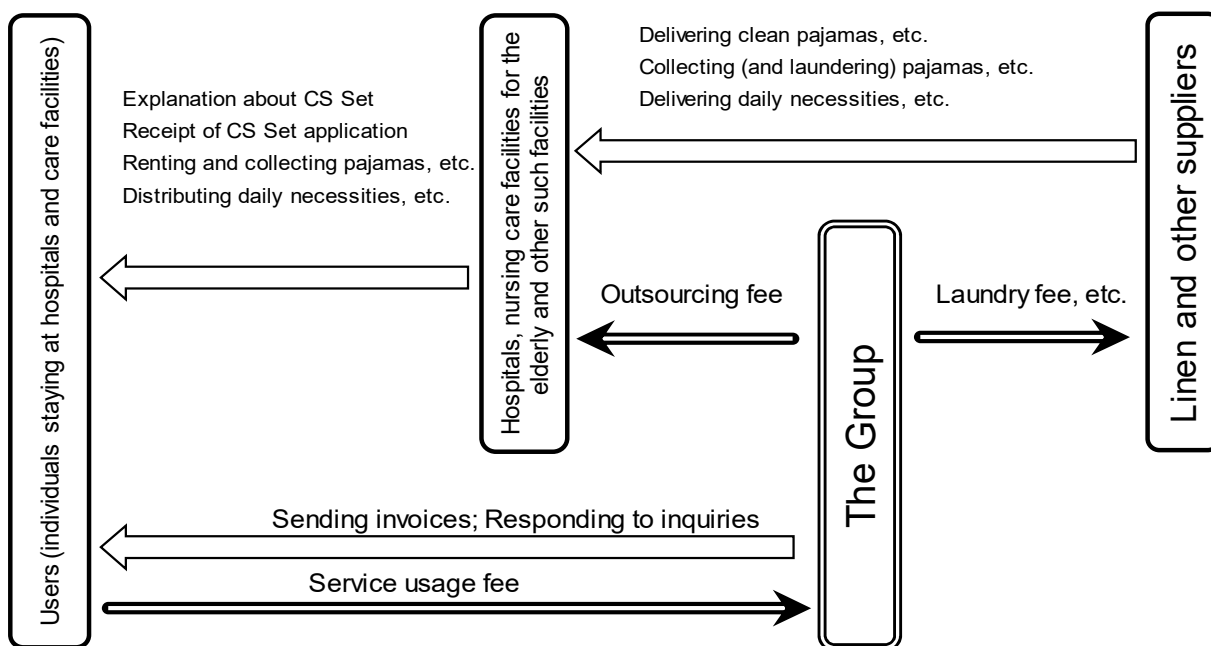 Users (individuals staying at hospitals and care facilities)
Explanation about CS Set
Receipt of CS Set application
Renting and collecting pajamas, etc.
Distributing daily necessities, etc.
Hospitals, nursing care facilities for the
elderly and other such facilities
Delivering clean pajamas, etc.
Collecting (and laundering) pajamas, etc.
Delivering daily necessities, etc.
Linen and other suppliers
Outsourcing fee
The Group
Laundry fee, etc.
Sending invoices; Responding to inquiries
Service usage fee